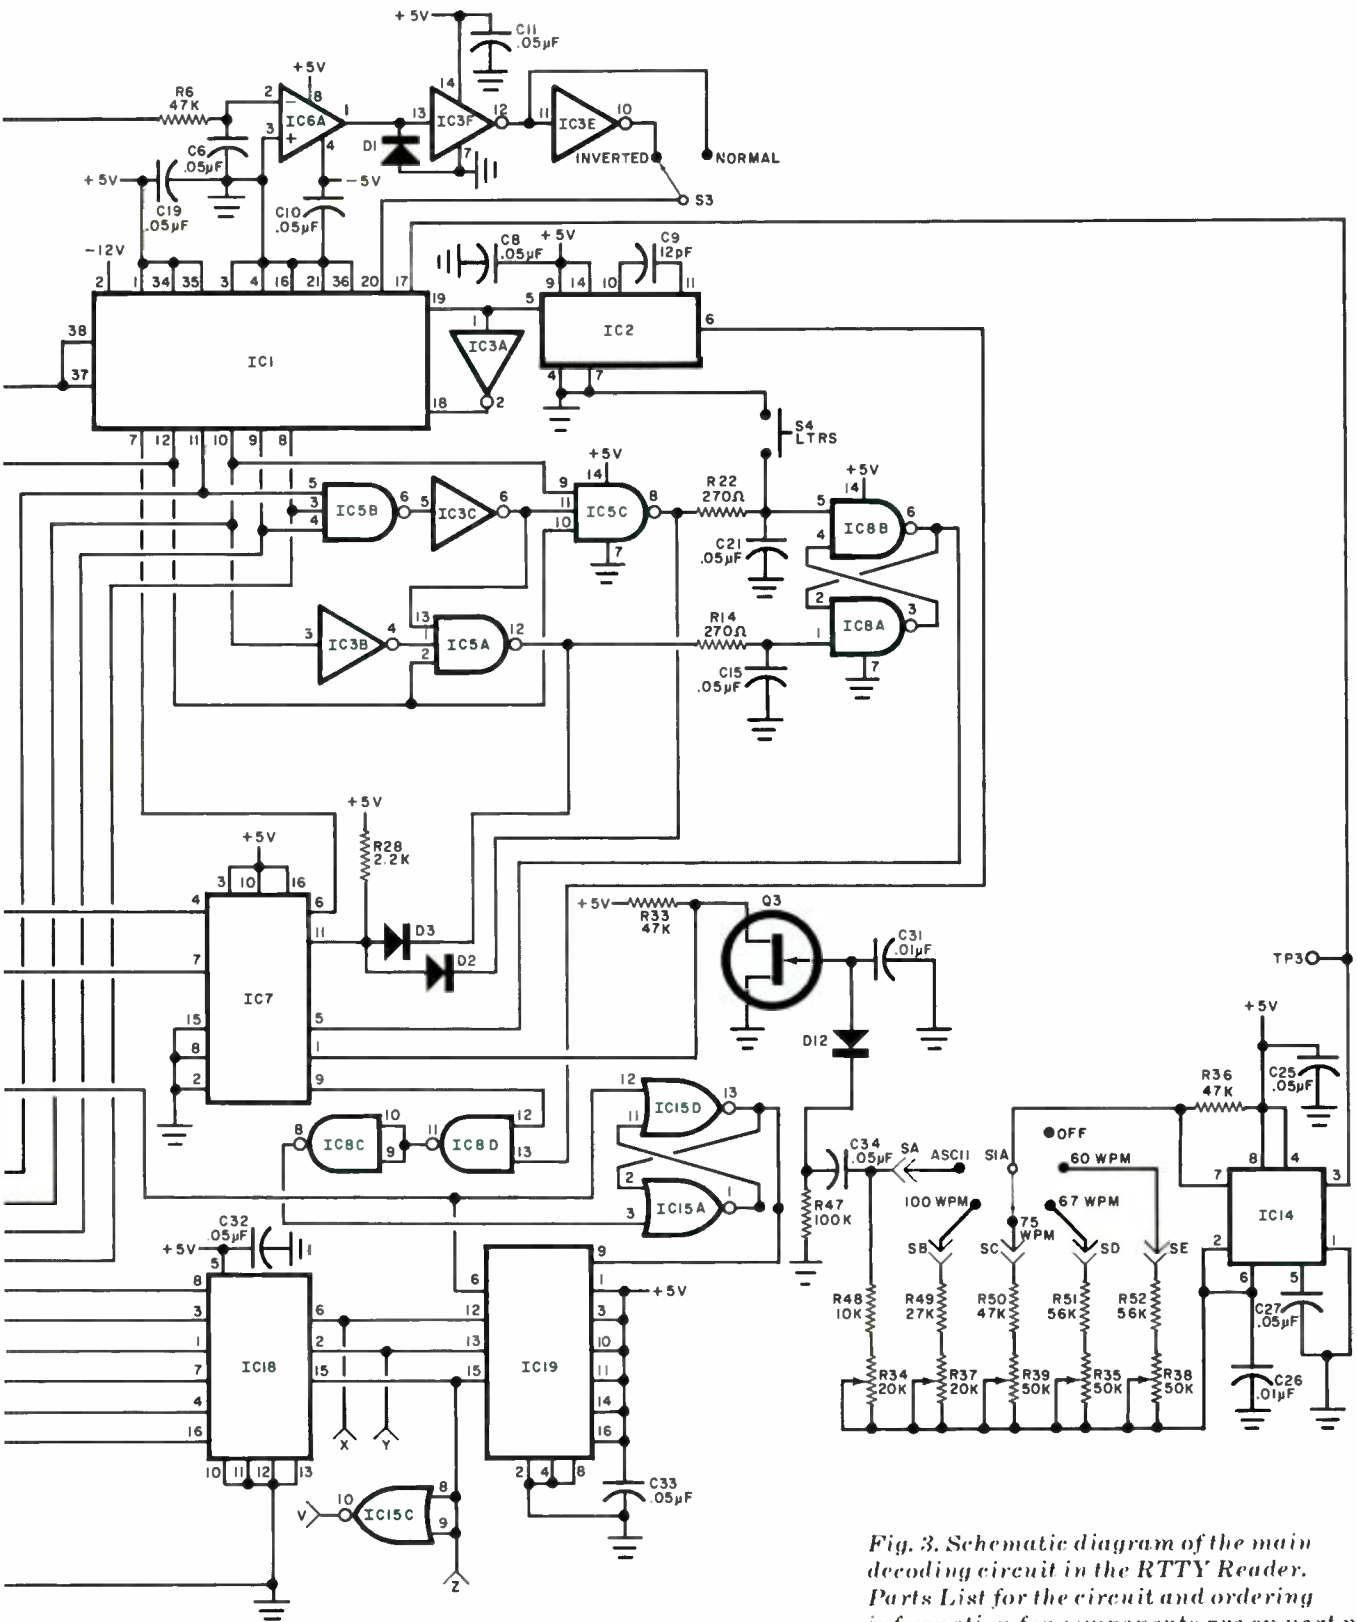 +5V
C11
.05µF
+5V
R6
47K
2
8
IC6A
1
3
4
14
13
IC3F
12
7
11
IC3E
10
D1
C6
.05µF
INVERTED
NORMAL
+5V
C19
.05µF
-5V
C10
.05µF
S3
-12V
2
1
34
35
3
4
16
21
36
20
17
C8
.05µF
+5V
C9
12pF
9
14
10
11
38
37
IC1
19
1
IC3A
2
18
5
IC2
6
4
7
7
12
11
10
9
8
S4
LTRS
5
3
4
IC5B
6
5
IC3C
6
+5V
14
9
11
10
IC5C
8
7
R22
270Ω
C21
.05µF
+5V
14
5
4
IC8B
6
2
1
IC8A
3
7
3
IC3B
4
13
1
2
IC5A
12
R14
270Ω
C15
.05µF
+5V
R28
2.2K
+5V
3
10
16
4
6
11
7
IC7
15
5
8
1
2
9
D3
D2
+5V
R33
47K
Q3
C31
.01µF
D12
TP3
+5V
C25
.05µF
R36
47K
12
11
IC15D
13
2
3
IC15A
1
8
IC8C
10
9
11
IC8D
12
13
C34
.05µF
SA
ASCII
S1A
OFF
60 WPM
100 WPM
67 WPM
75
WPM
R47
100K
SB
SC
SD
SE
8
4
7
3
IC14
2
1
6
5
C27
.05µF
C26
.01µF
R48
10K
R49
27K
R50
47K
R51
56K
R52
56K
R34
20K
R37
20K
R39
50K
R35
50K
R38
50K
C32
.05µF
+5V
5
8
3
1
7
4
16
IC18
6
2
15
10
11
12
13
X
Y
6
12
13
15
IC19
9
1
+5V
3
10
11
14
16
2
4
8
C33
.05µF
V
10
IC15C
8
9
Z
Fig. 3. Schematic diagram of the main
decoding circuit in the RTTY Reader.
Parts List for the circuit and ordering